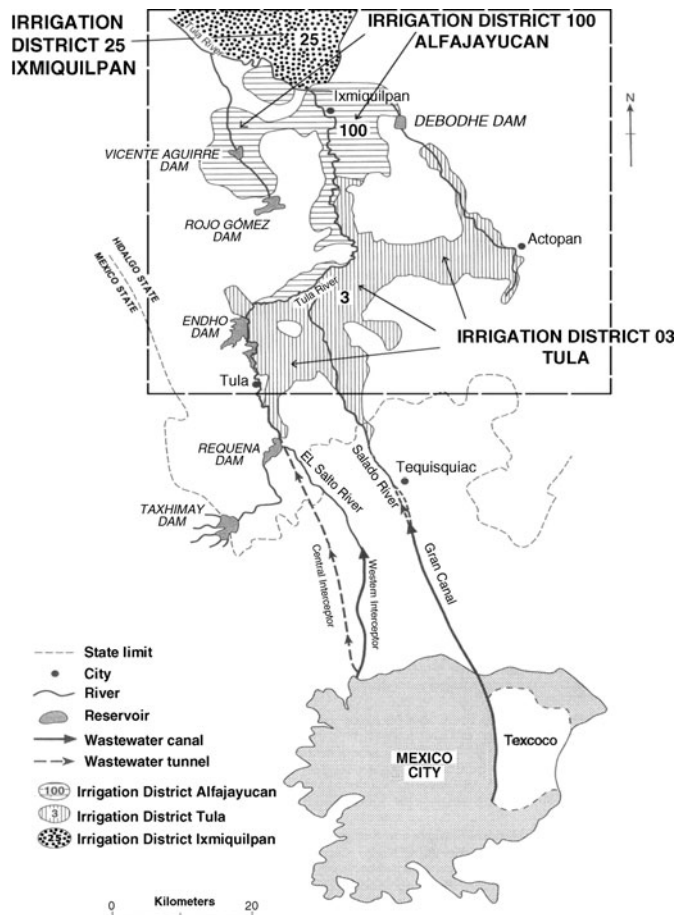 IRRIGATION
DISTRICT 25
IXMIQUILPAN
Tula River
25
IRRIGATION DISTRICT 100
ALFAJAYUCAN
N
Ixmiquilpan
100
DEBODHE DAM
VICENTE AGUIRRE
DAM
ROJO GÓMEZ
DAM
Actopan
HIDALGO STATE
MEXICO STATE
Tula River
3
ENDHO
DAM
IRRIGATION DISTRICT 03
TULA
Tula
REQUENA
DAM
EL Salto River
Salado River
Tequisquiac
TAXHIMAY
DAM
Central Interceptor
Western Interceptor
Gran Canal
State limit
City
River
Reservoir
Wastewater canal
Wastewater tunnel
100 Irrigation District Alfajayucan
3 Irrigation District Tula
25 Irrigation District Ixmiquilpan
MEXICO
CITY
Texcoco
Kilometers
0 20